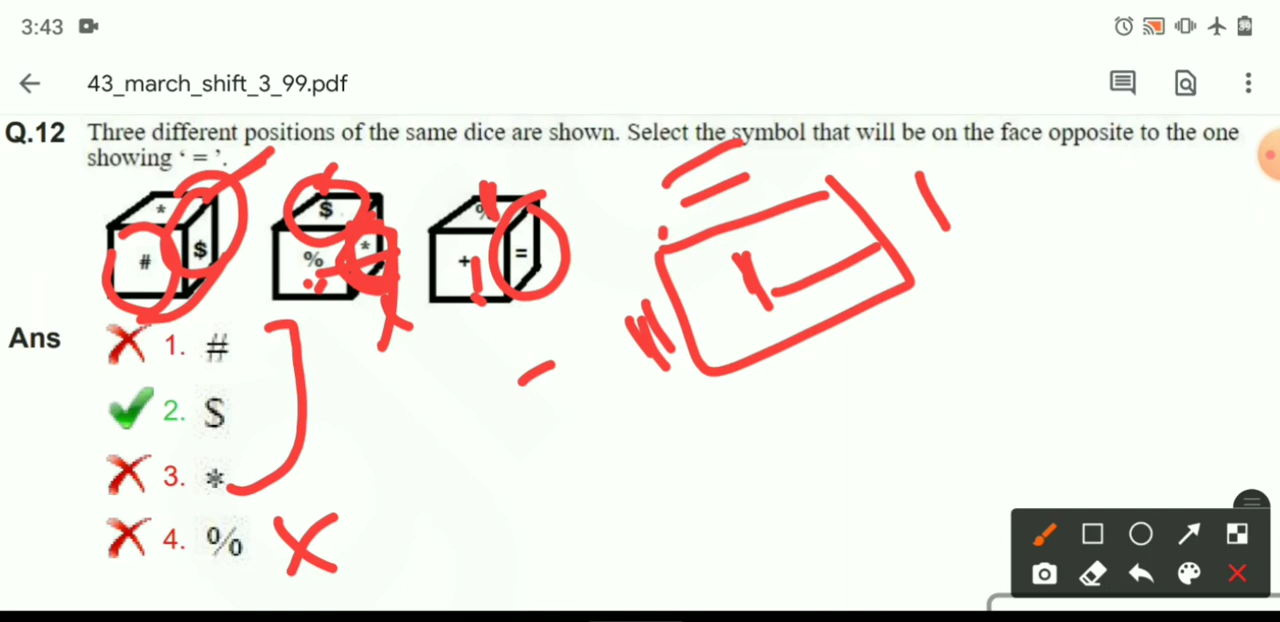 3:43
99
43_march_shift_3_99.pdf
Q.12 Three different positions of the same dice are shown. Select the symbol that will be on the face opposite to the one
showing ‘ = ’.
* $ %
# $ % * + =
Ans 1. #
2. $
3. *
4. %